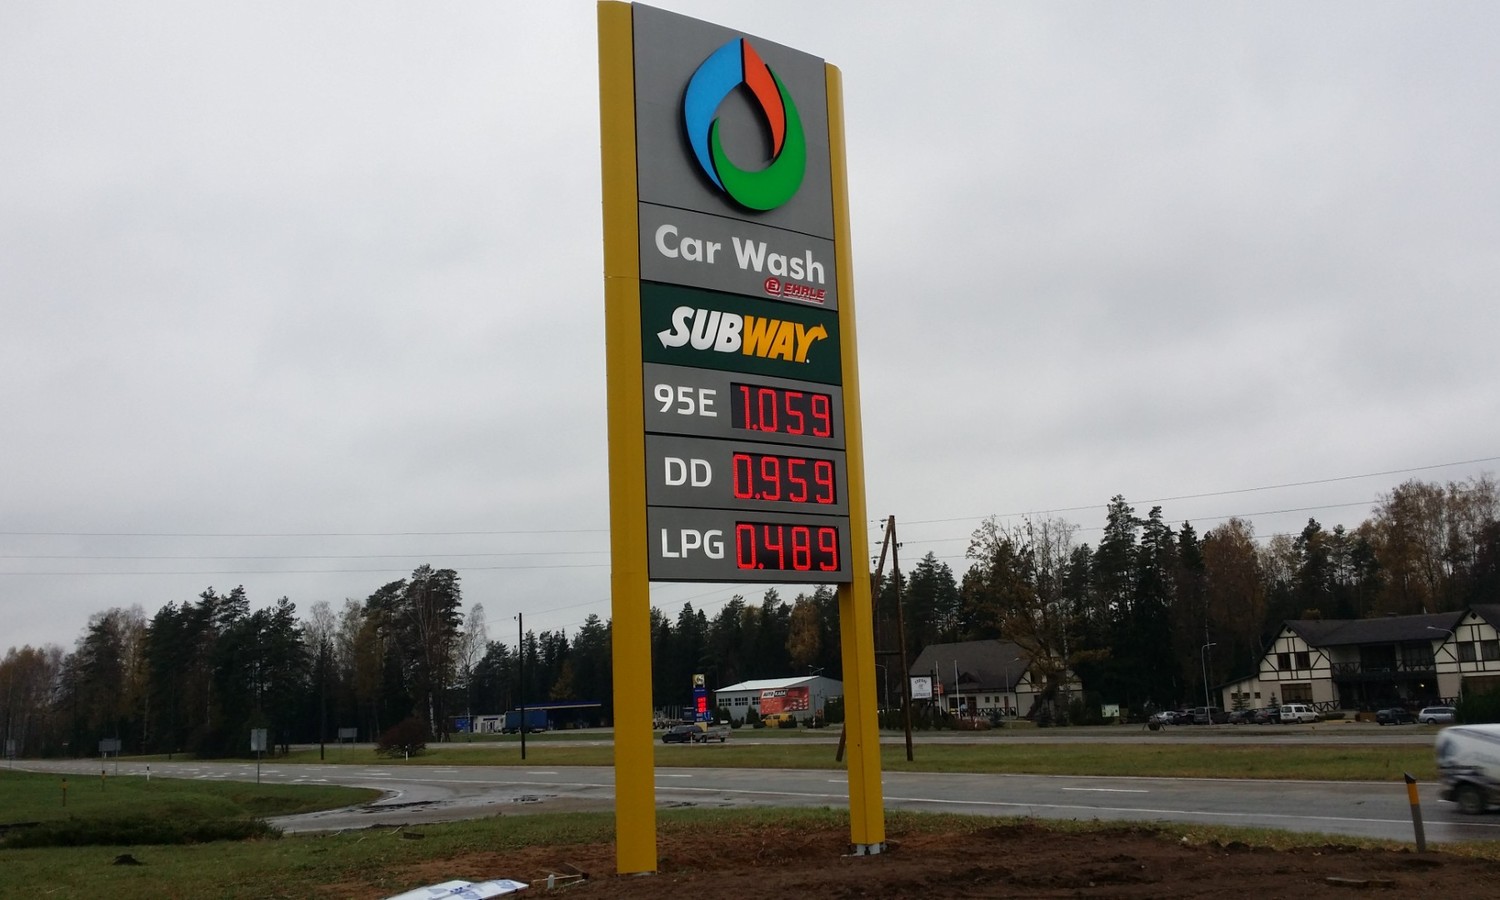 Car Wash
EHRLE
SUBWAY
95E 1.059
DD 0.959
LPG 0.489